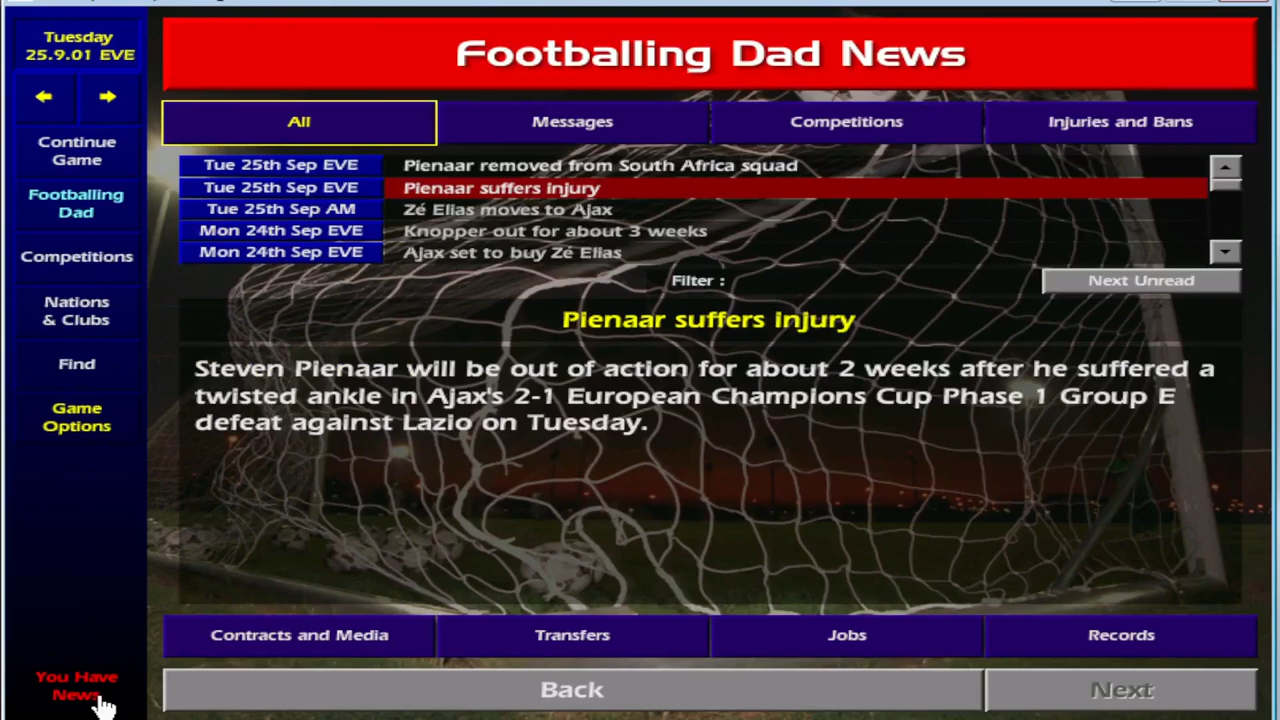 Tuesday
25.9.01 EVE
Continue
Game
Footballing
Dad
Competitions
Nations
& Clubs
Find
Game
Options
You Have
News
Footballing Dad News
All Messages Competitions Injuries and Bans
Tue 25th Sep EVE Pienaar removed from South Africa squad
Tue 25th Sep EVE Pienaar suffers injury
Tue 25th Sep AM Zé Elias moves to Ajax
Mon 24th Sep EVE Knopper out for about 3 weeks
Mon 24th Sep EVE Ajax set to buy Zé Elias
Filter : Next Unread
Pienaar suffers injury
Steven Pienaar will be out of action for about 2 weeks after he suffered a
twisted ankle in Ajax's 2-1 European Champions Cup Phase 1 Group E
defeat against Lazio on Tuesday.
Contracts and Media Transfers Jobs Records
Back Next